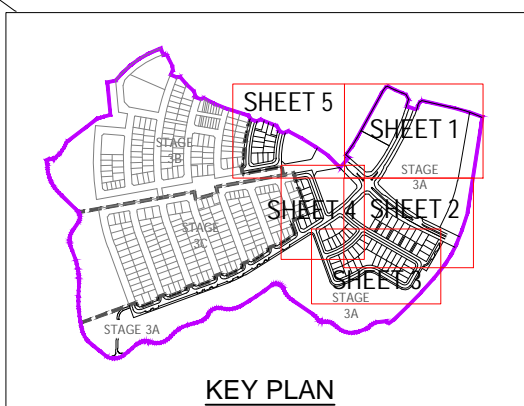 SHEET 5
SHEET 1
STAGE
3B
STAGE
3A
SHEET 4
SHEET 2
STAGE
3C
SHEET 3
STAGE
3A
STAGE 3A
KEY PLAN